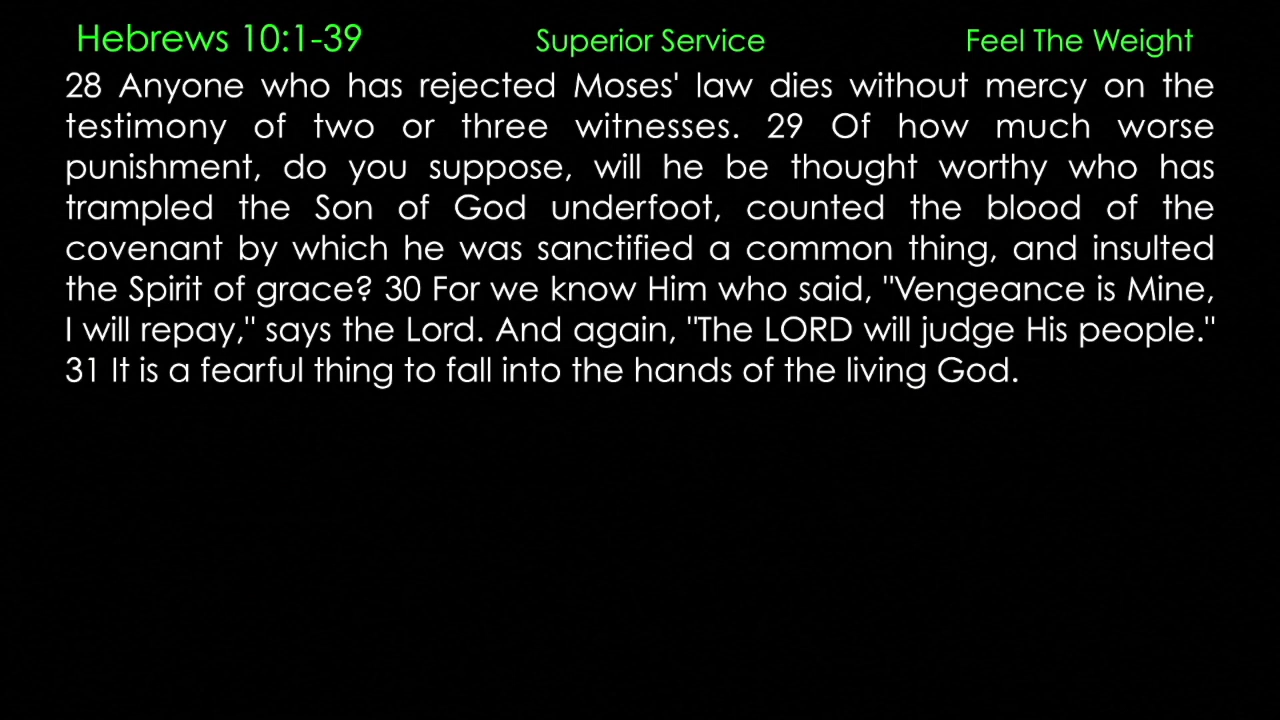 Hebrews 10:1-39 Superior Service Feel The Weight
28 Anyone who has rejected Moses' law dies without mercy on the
testimony of two or three witnesses. 29 Of how much worse
punishment, do you suppose, will he be thought worthy who has
trampled the Son of God underfoot, counted the blood of the
covenant by which he was sanctified a common thing, and insulted
the Spirit of grace? 30 For we know Him who said, "Vengeance is Mine,
I will repay," says the Lord. And again, "The LORD will judge His people."
31 It is a fearful thing to fall into the hands of the living God.